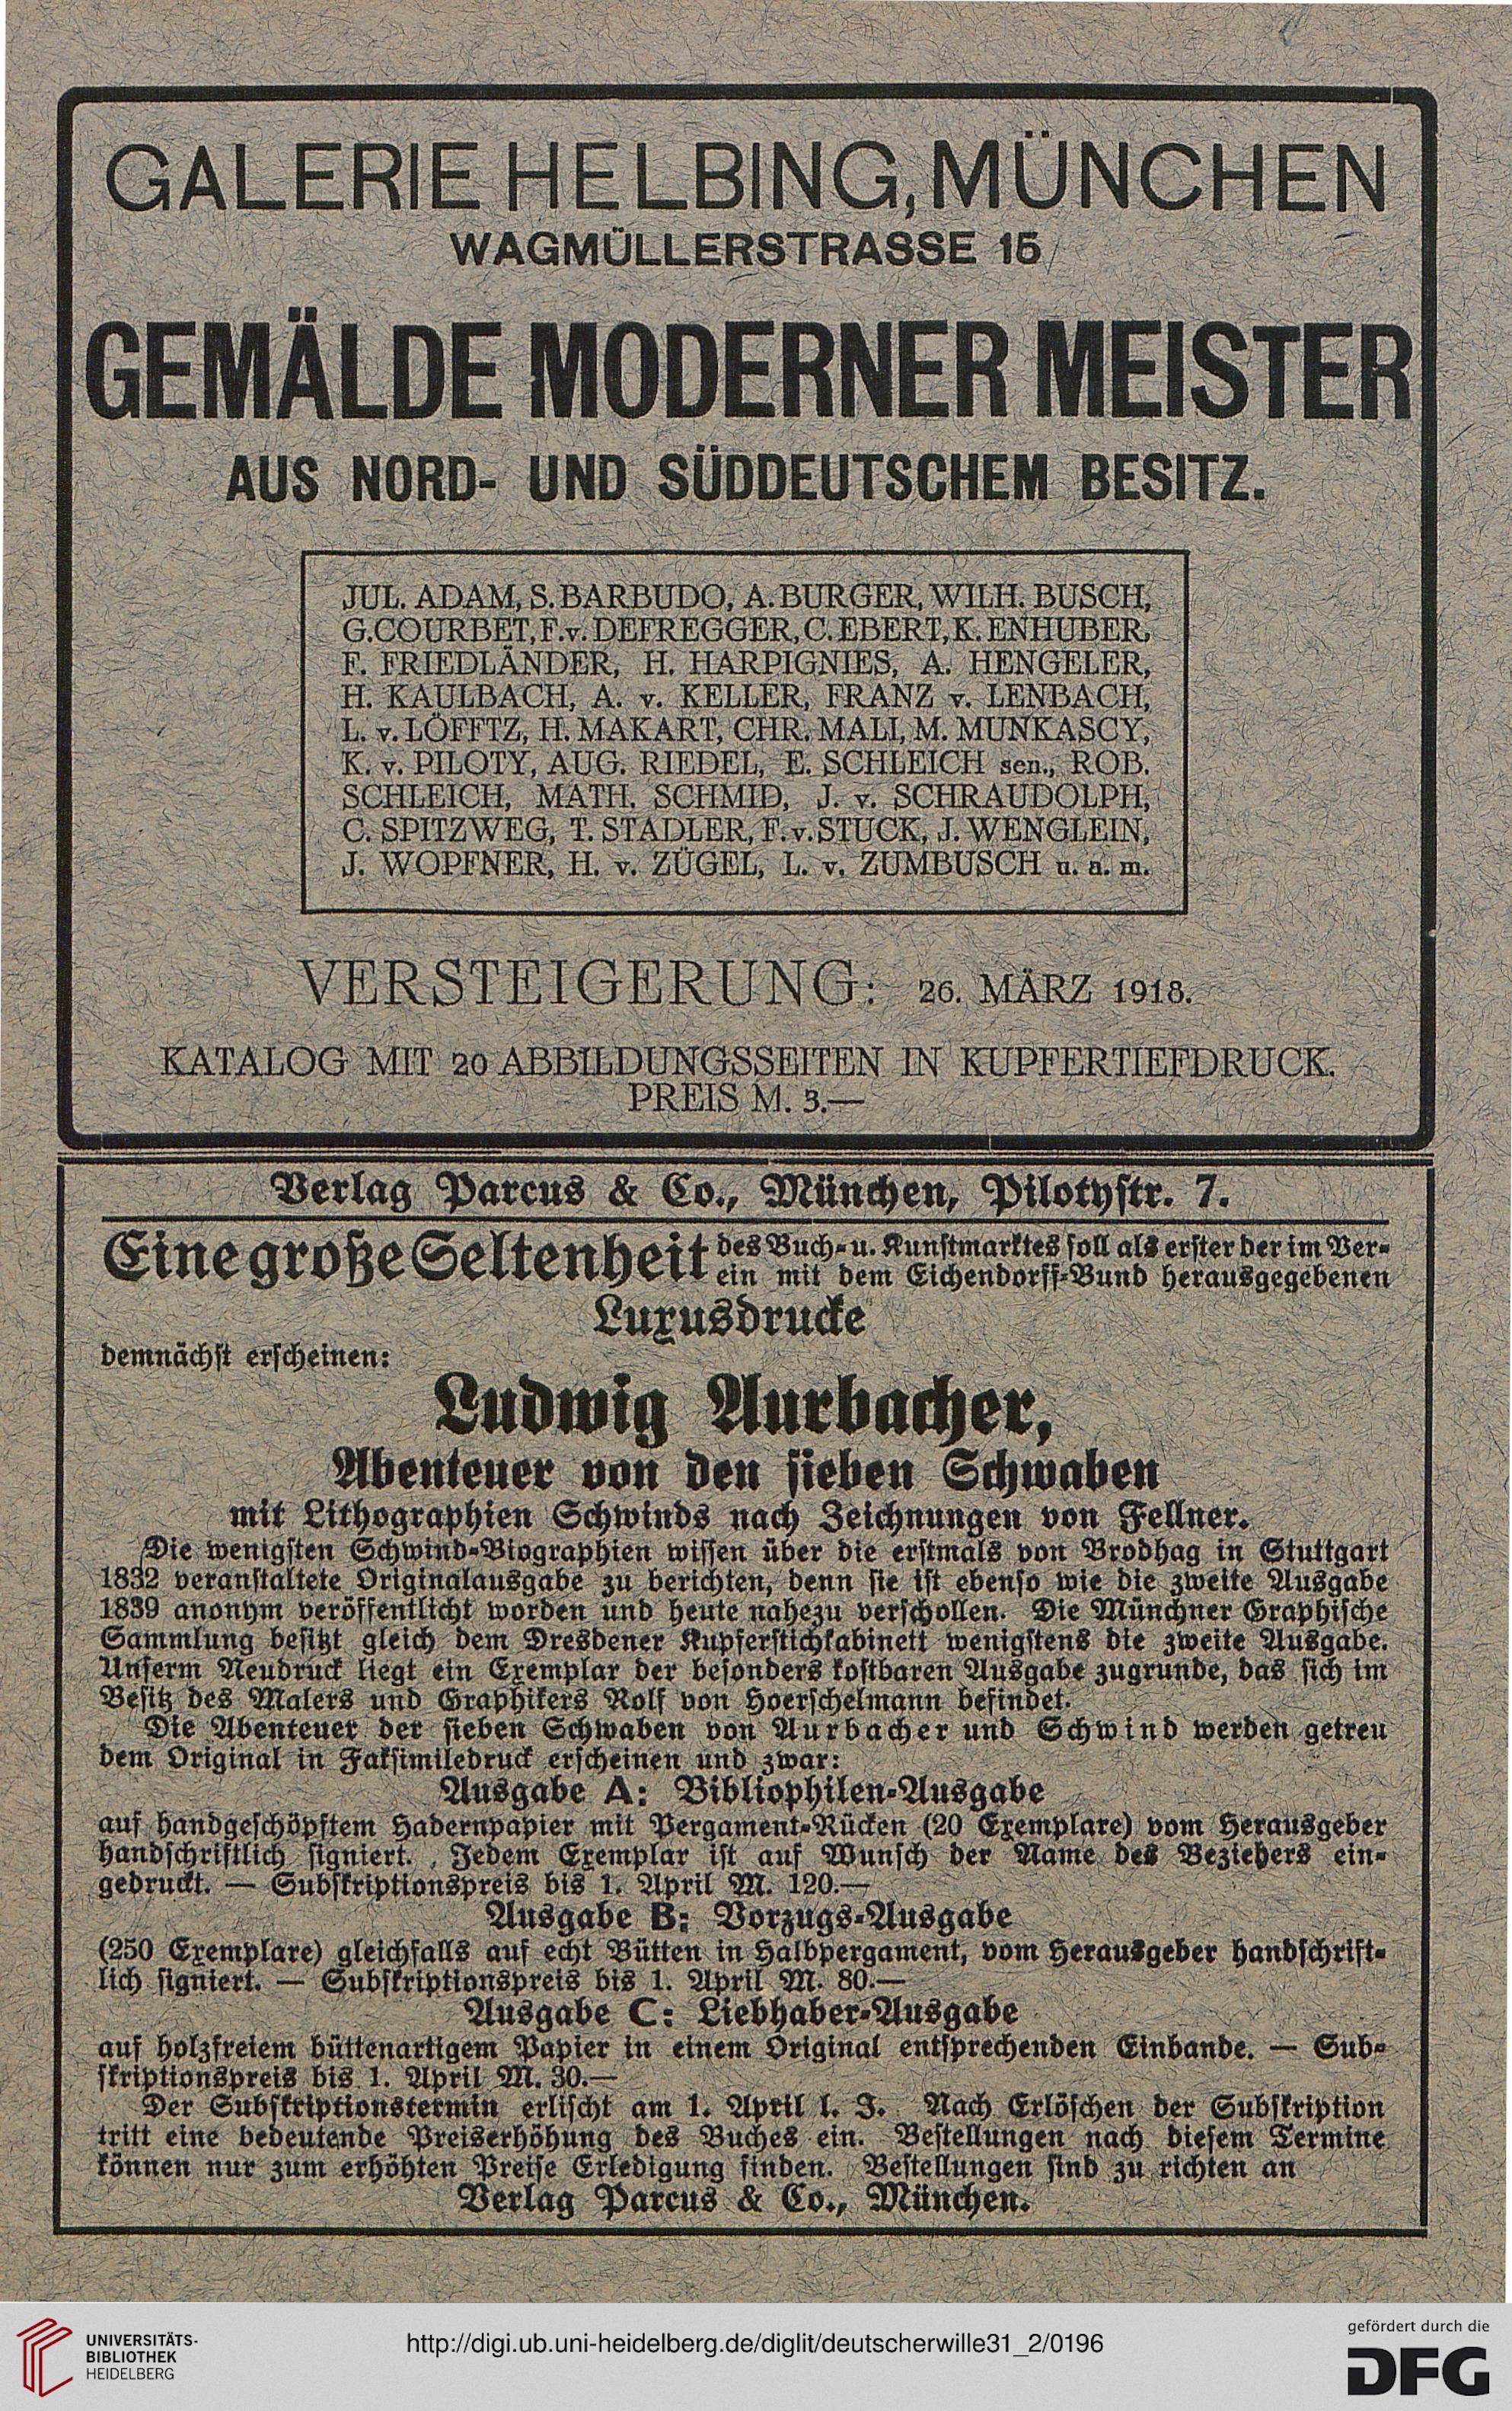 GALERIE HELBING, MÜNCHEN
WAGMÜLLERSTRASSE 15
GEMÄLDE MODERNER MEISTER
AUS NORD- UND SÜDDEUTSCHEM BESITZ.
JUL. ADAM, S. BARBUDO, A. BURGER, WILH. BUSCH,
G. COURBET, F. v. DEFREGGER, C. EBERT, K. ENHUBER,
F. FRIEDLÄNDER, H. HARPIGNIES, A. HENGELER,
H. KAULBACH, A. v. KELLER, FRANZ v. LENBACH,
L. v. LÖFFTZ, H. MAKART, CHR. MALI, M. MUNKASCY,
K. v. PILOTY, AUG. RIEDEL, E. SCHLEICH sen., ROB.
SCHLEICH, MATH. SCHMID, J. v. SCHRAUDOLPH,
C. SPITZWEG, T. STADLER, F. v. STUCK, J. WENGLEIN,
J. WOPFNER, H. v. ZÜGEL, L. v. ZUMBUSCH u. a. m.
VERSTEIGERUNG: 26. MÄRZ 1918.
KATALOG MIT 20 ABBILDUNGSSEITEN IN KUPFERTIEFDRUCK.
PREIS M. 3.—
Verlag Parcus & Co., München, Pilotystr. 7.
Eine große Seltenheit des Buch- u. Kunstmarktes soll als erster der im Ver-
ein mit dem Eichendorff-Bund herausgegebenen
Luxusdrucke
demnächst erscheinen:
Ludwig Aurbacher,
Abenteuer von den sieben Schwaben
mit Lithographien Schwinds nach Zeichnungen von Fellner.
Die wenigsten Schwind-Biographien wissen über die erstmals von Brodhag in Stuttgart
1832 veranstaltete Originalausgabe zu berichten, denn sie ist ebenso wie die zweite Ausgabe
1839 anonym veröffentlicht worden und heute nahezu verschollen. Die Münchner Graphische
Sammlung besitzt gleich dem Dresdener Kupferstichkabinett wenigstens die zweite Ausgabe.
Unserm Neudruck liegt ein Exemplar der besonders kostbaren Ausgabe zugrunde, das sich im
Besitz des Malers und Graphikers Rolf von Hoerschelmann befindet.
Die Abenteuer der sieben Schwaben von Aurbacher und Schwind werden getreu
dem Original in Faksimiledruck erscheinen und zwar:
Ausgabe A: Bibliophilen-Ausgabe
auf handgeschöpftem Hadernpapier mit Pergament-Rücken (20 Exemplare) vom Herausgeber
handschriftlich signiert. Jedem Exemplar ist auf Wunsch der Name des Beziehers ein-
gedruckt. — Subskriptionspreis bis 1. April M. 120.—
Ausgabe B: Vorzugs-Ausgabe
(250 Exemplare) gleichfalls auf echt Bütten in Halbpergament, vom Herausgeber handschrift-
lich signiert. — Subskriptionspreis bis 1. April M. 80.—
Ausgabe C: Liebhaber-Ausgabe
auf holzfreiem büttenartigem Papier in einem Original entsprechenden Einbande. — Sub-
skriptionspreis bis 1. April M. 30.—
Der Subskriptionstermin erlischt am 1. April l. J. Nach Erlöschen der Subskription
tritt eine bedeutende Preiserhöhung des Buches ein. Bestellungen nach diesem Termine
können nur zum erhöhten Preise Erledigung finden. Bestellungen sind zu richten an
Verlag Parcus & Co., München.
UNIVERSITÄTS-
BIBLIOTHEK
HEIDELBERG
http://digi.ub.uni-heidelberg.de/diglit/deutscherwille31_2/0196
gefördert durch die
DFG